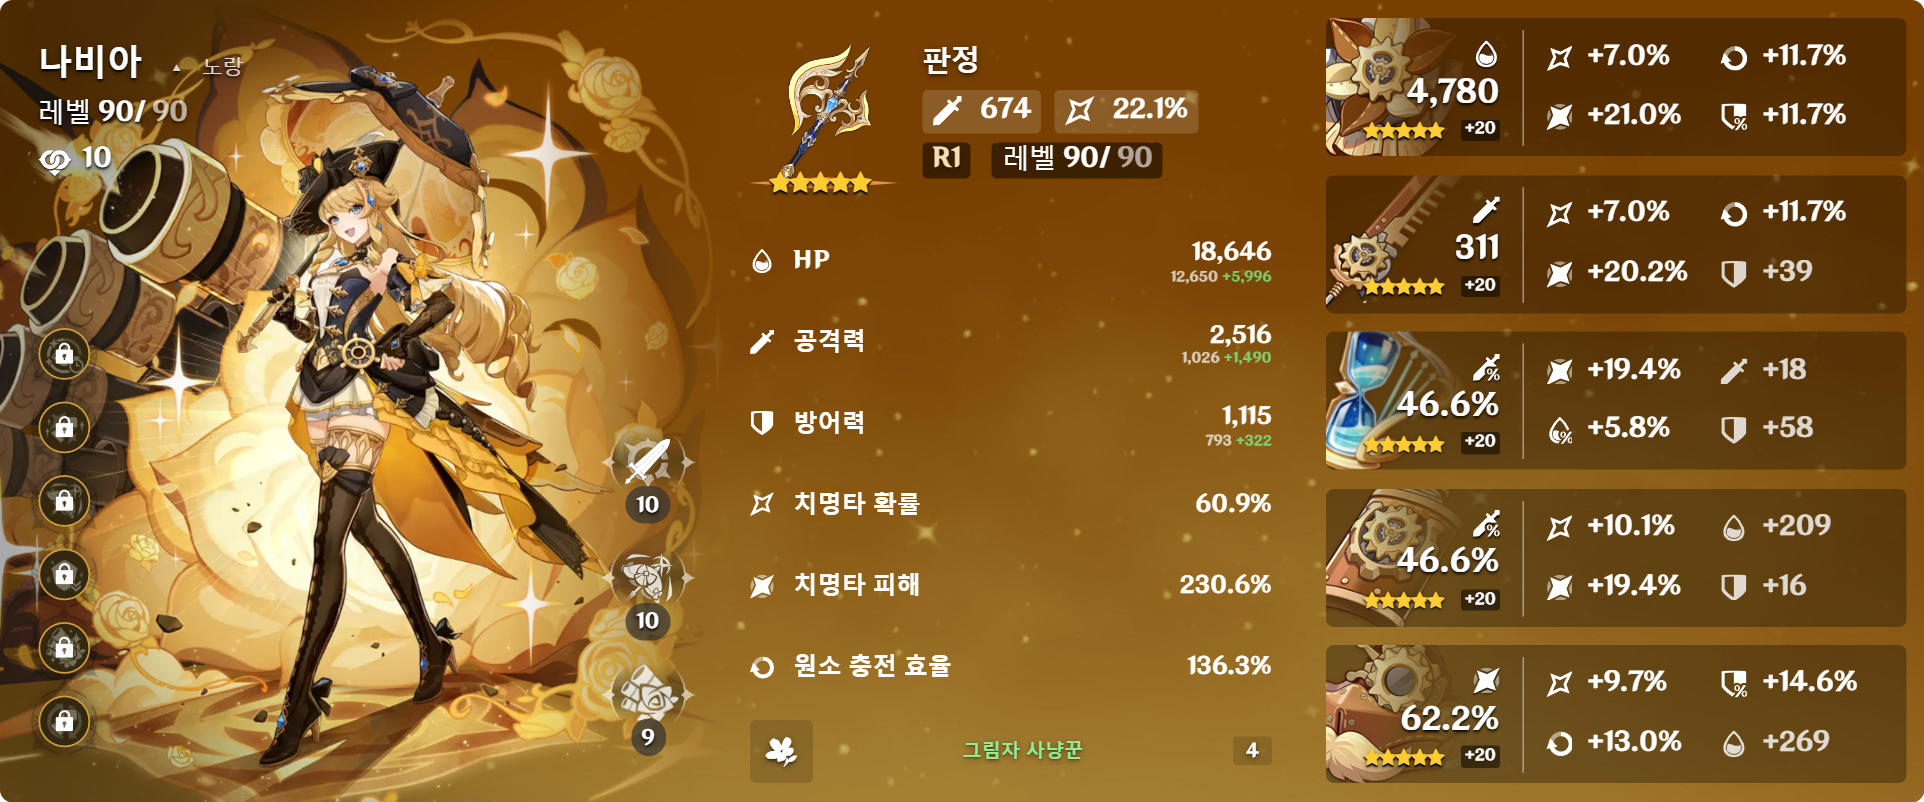 나비아 ▲ 노랑
레벨 90/ 90
10
10
10
9
판정
674 22.1%
R1 레벨 90/ 90
HP 18,646
12,650 +5,996
공격력 2,516
1,026 +1,490
방어력 1,115
793 +322
치명타 확률 60.9%
치명타 피해 230.6%
원소 충전 효율 136.3%
그림자 사냥꾼 4
+7.0% +11.7%
4,780
+20
+21.0% +11.7%
+7.0% +11.7%
311
+20
+20.2% +39
+19.4% +18
46.6%
+20
+5.8% +58
+10.1% +209
46.6%
+20
+19.4% +16
+9.7% +14.6%
62.2%
+20
+13.0% +269